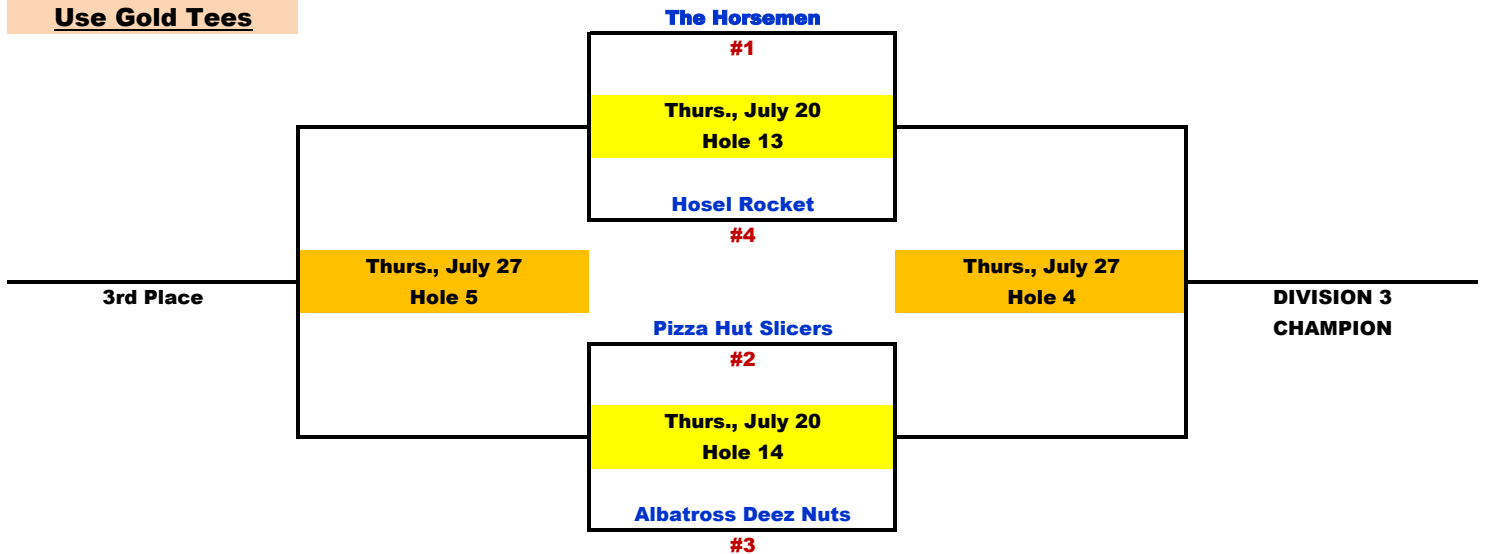 Use Gold Tees
The Horsemen
#1
Thurs., July 20
Hole 13
Hosel Rocket
#4
Thurs., July 27
Hole 5
3rd Place
Thurs., July 27
Hole 4
DIVISION 3
CHAMPION
Pizza Hut Slicers
#2
Thurs., July 20
Hole 14
Albatross Deez Nuts
#3